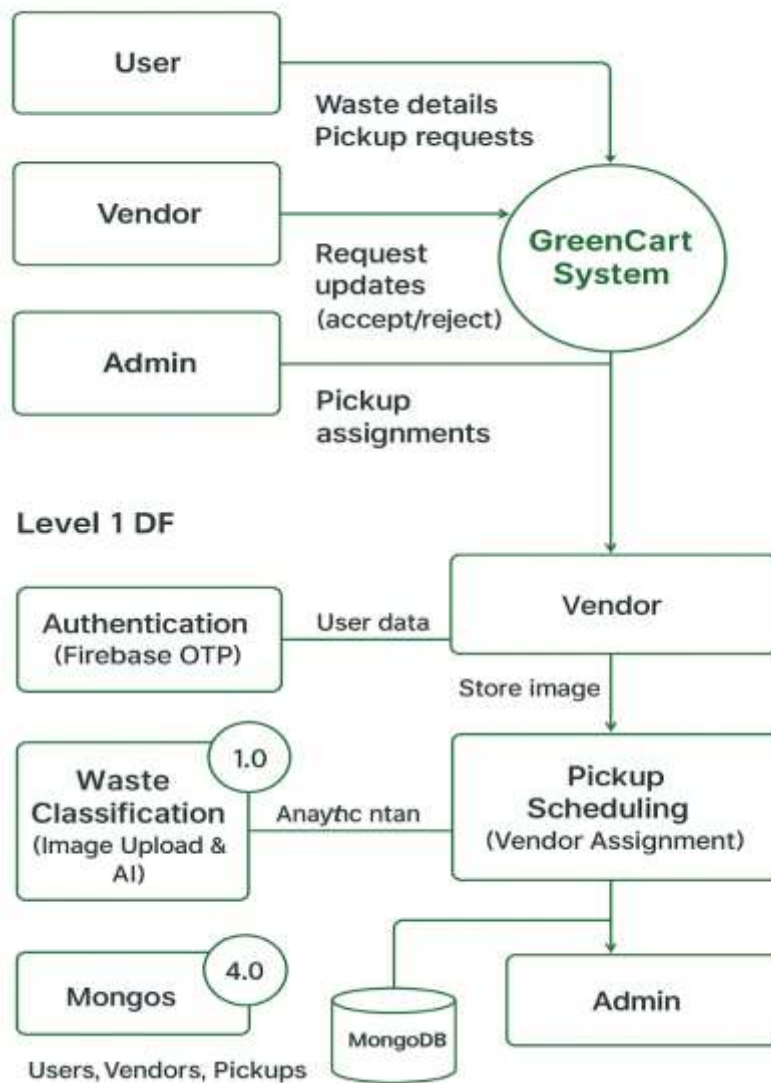 User
Waste details
Pickup requests
Vendor
Request
updates
(accept/reject)
GreenCart
System
Admin
Pickup
assignments
Level 1 DF
Authentication
(Firebase OTP)
User data
Vendor
Store image
1.0
Waste
Classification
(Image Upload &
AI)
Pickup
Scheduling
(Vendor Assignment)
4.0
Mongos
MongoDB
Admin
Users, Vendors, Pickups